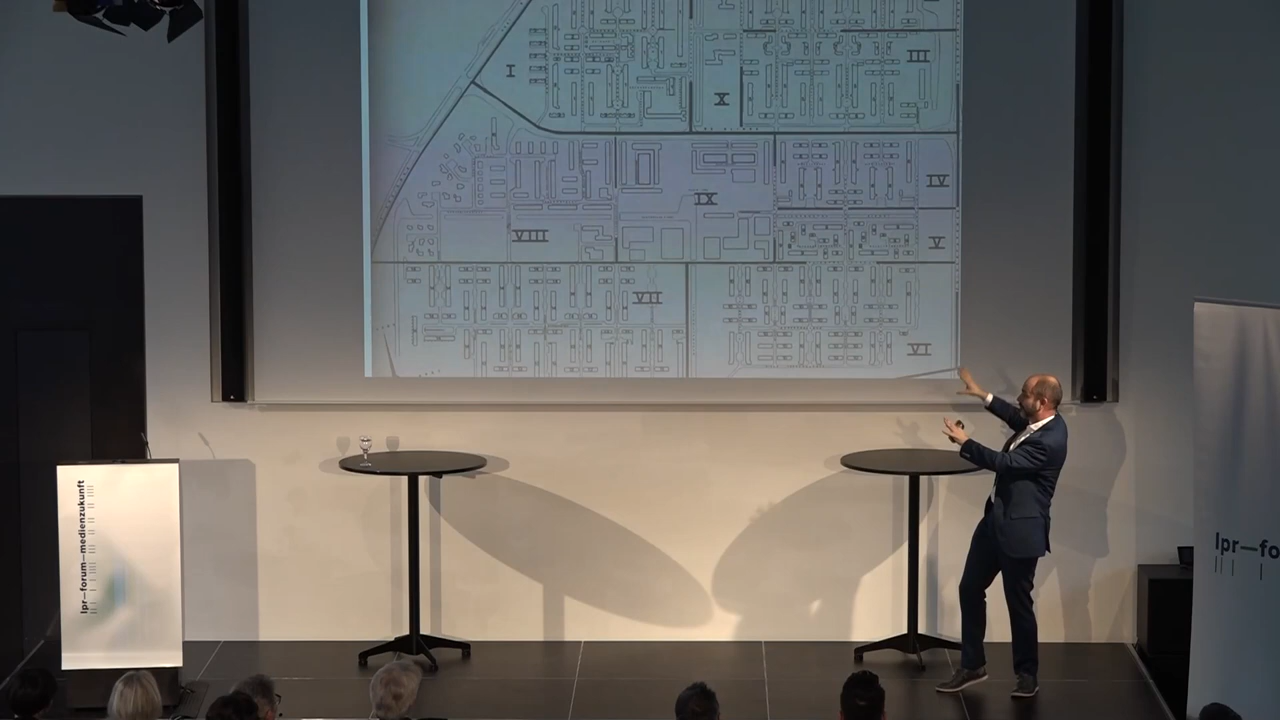 I
III
X
IV
IX
VIII
V
VII
VI
lpr–forum–medienzukunft
lpr–fo